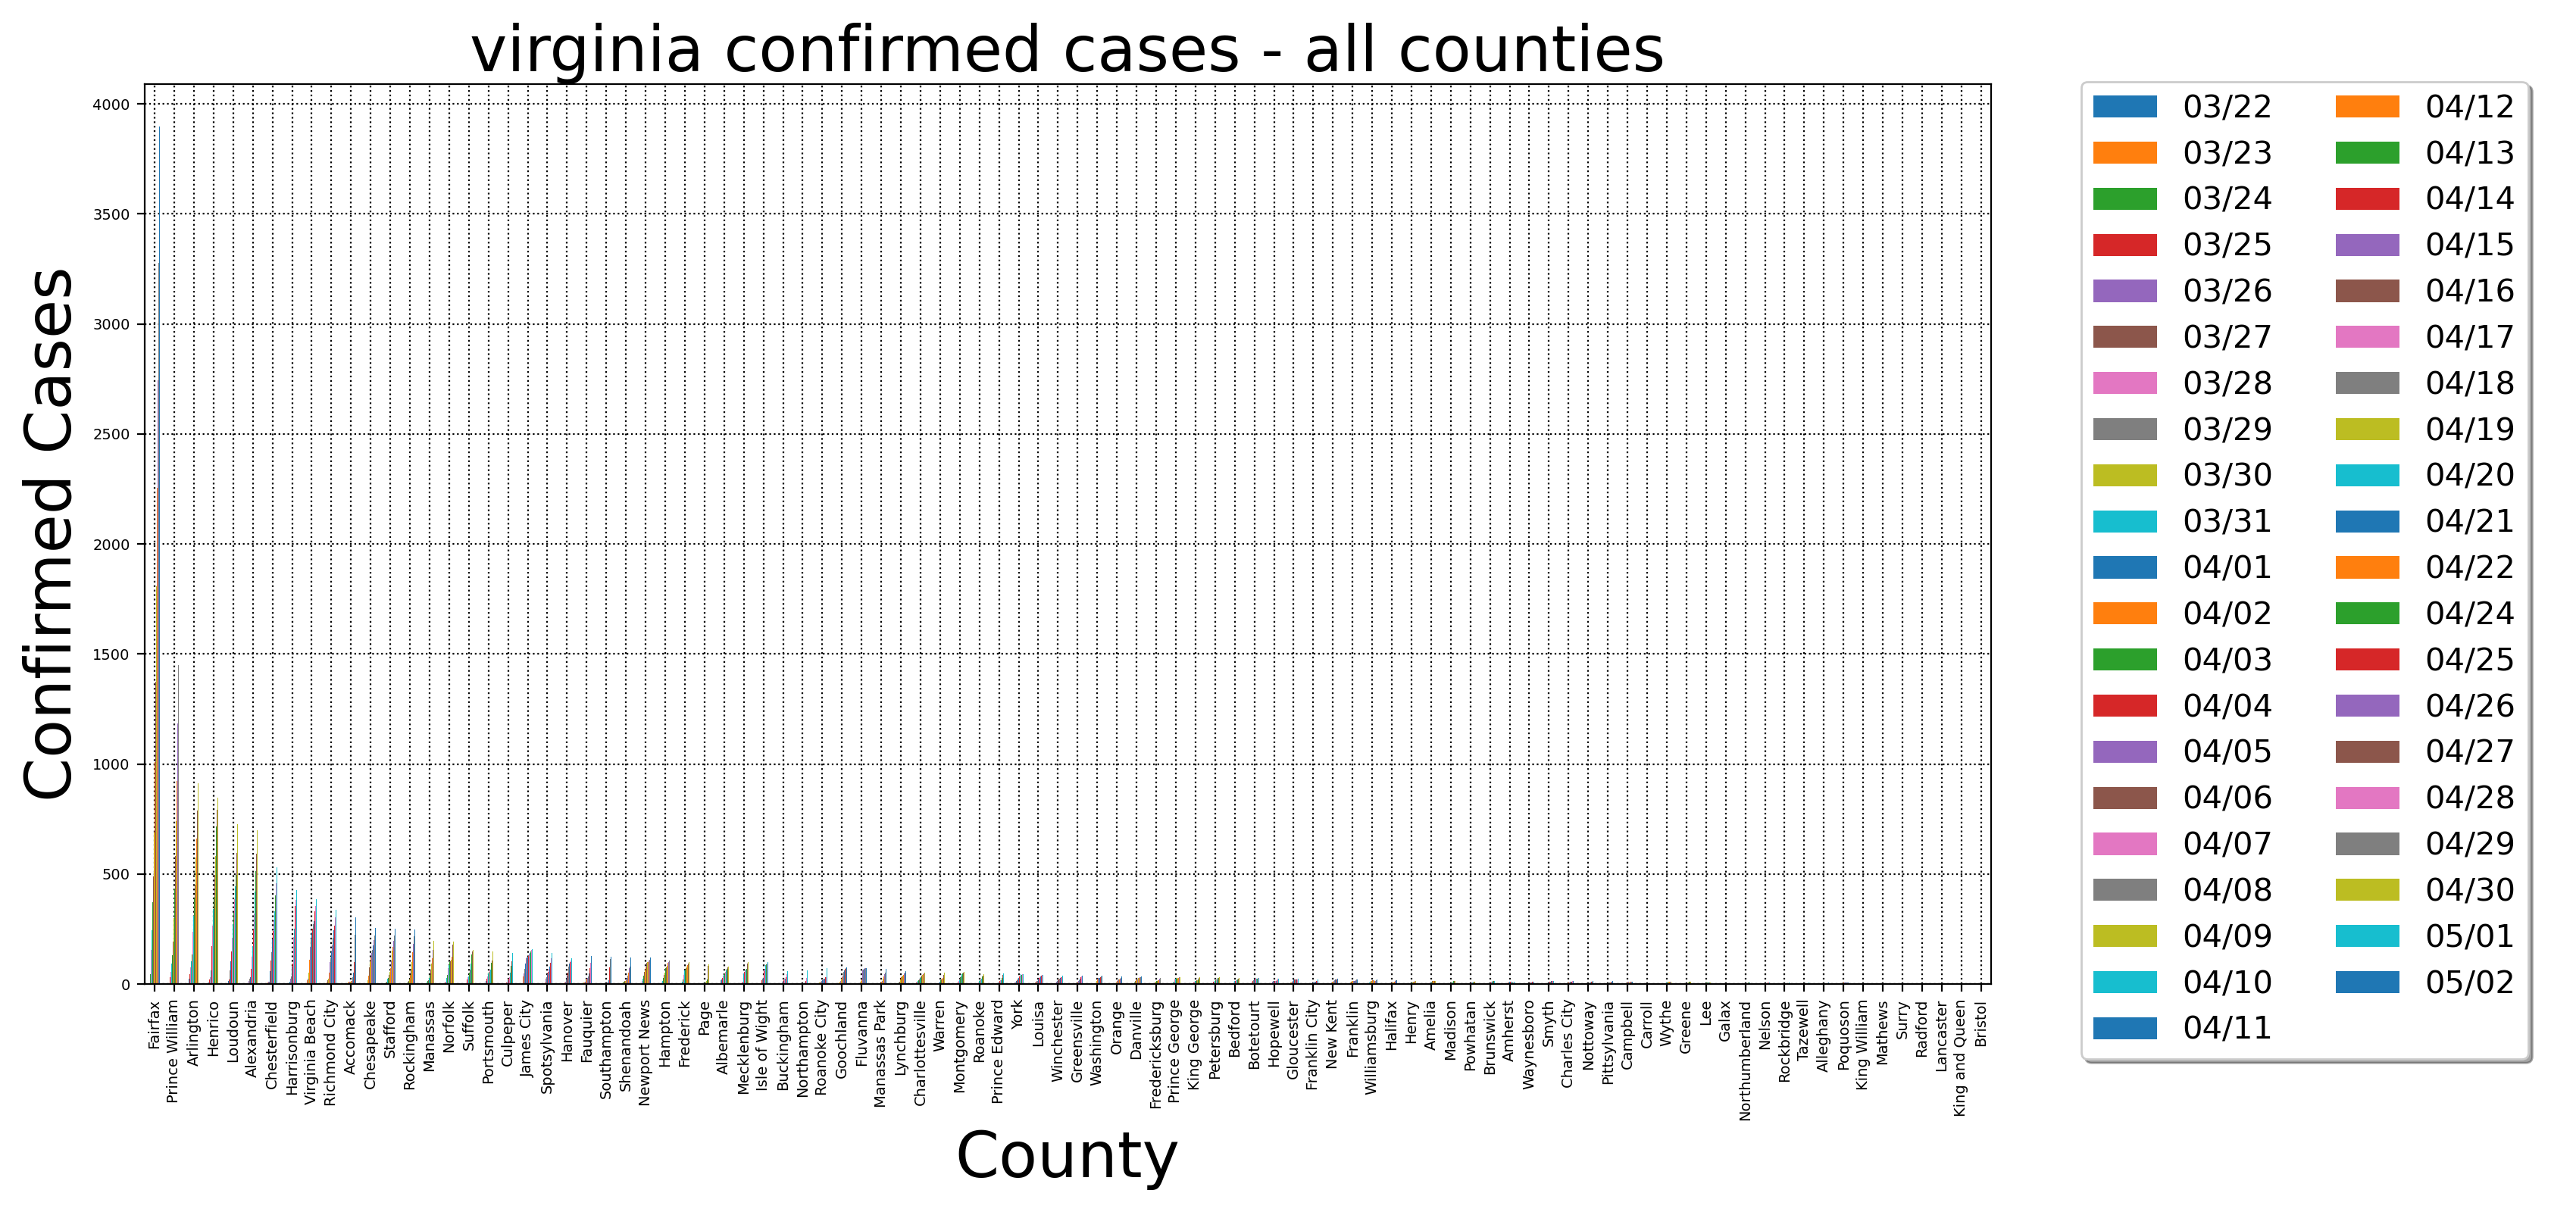 virginia confirmed cases - all counties
Confirmed Cases
4000
3500
3000
2500
2000
1500
1000
500
0
Fairfax
Prince William
Arlington
Henrico
Loudoun
Alexandria
Chesterfield
Harrisonburg
Virginia Beach
Richmond City
Accomack
Chesapeake
Stafford
Rockingham
Manassas
Norfolk
Suffolk
Portsmouth
Culpeper
James City
Spotsylvania
Hanover
Fauquier
Southampton
Shenandoah
Newport News
Hampton
Frederick
Page
Albemarle
Mecklenburg
Isle of Wight
Buckingham
Northampton
Roanoke City
Goochland
Fluvanna
Manassas Park
Lynchburg
Charlottesville
Warren
Montgomery
Roanoke
Prince Edward
York
Louisa
Winchester
Greensville
Washington
Orange
Danville
Fredericksburg
Prince George
King George
Petersburg
Bedford
Botetourt
Hopewell
Gloucester
Franklin City
New Kent
Franklin
Williamsburg
Halifax
Henry
Amelia
Madison
Powhatan
Brunswick
Amherst
Waynesboro
Smyth
Charles City
Nottoway
Pittsylvania
Campbell
Carroll
Wythe
Greene
Lee
Galax
Northumberland
Nelson
Rockbridge
Tazewell
Alleghany
Poquoson
King William
Mathews
Surry
Radford
Lancaster
King and Queen
Bristol
County
03/22
03/23
03/24
03/25
03/26
03/27
03/28
03/29
03/30
03/31
04/01
04/02
04/03
04/04
04/05
04/06
04/07
04/08
04/09
04/10
04/11
04/12
04/13
04/14
04/15
04/16
04/17
04/18
04/19
04/20
04/21
04/22
04/24
04/25
04/26
04/27
04/28
04/29
04/30
05/01
05/02